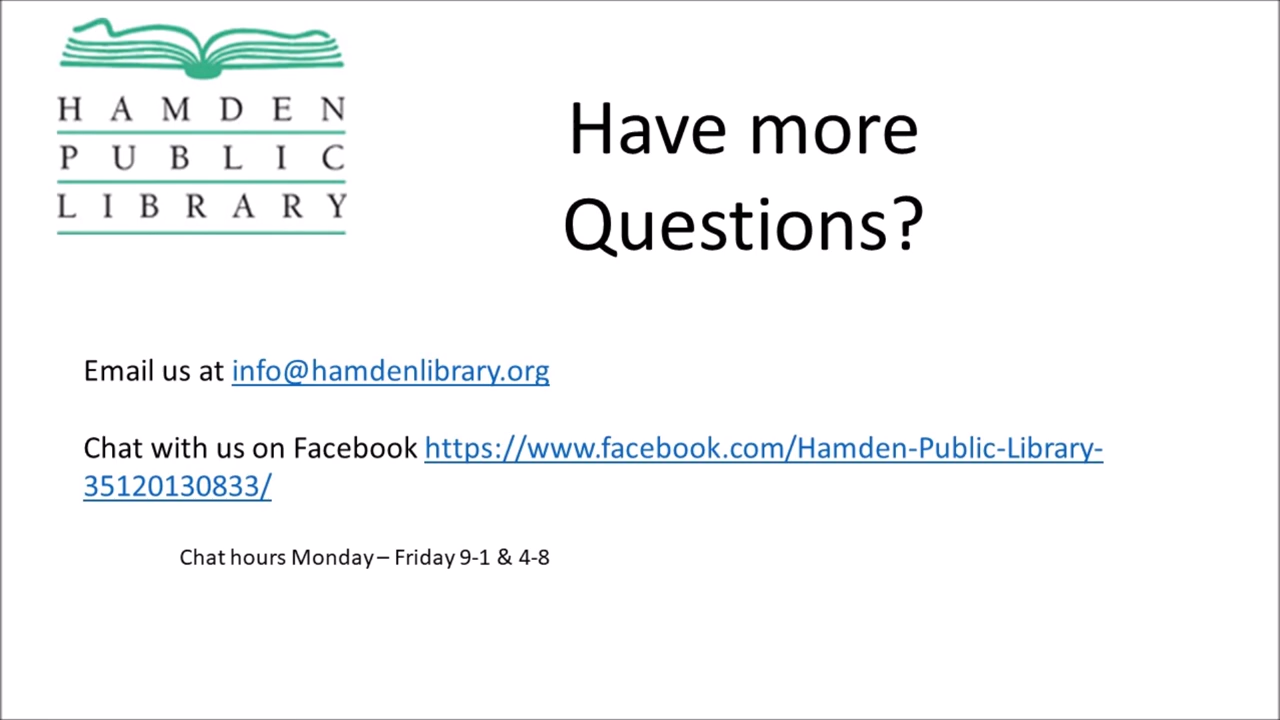 HAMDEN
PUBLIC
LIBRARY
Have more
Questions?
Email us at info@hamdenlibrary.org
Chat with us on Facebook https://www.facebook.com/Hamden-Public-Library-
35120130833/
Chat hours Monday – Friday 9-1 & 4-8